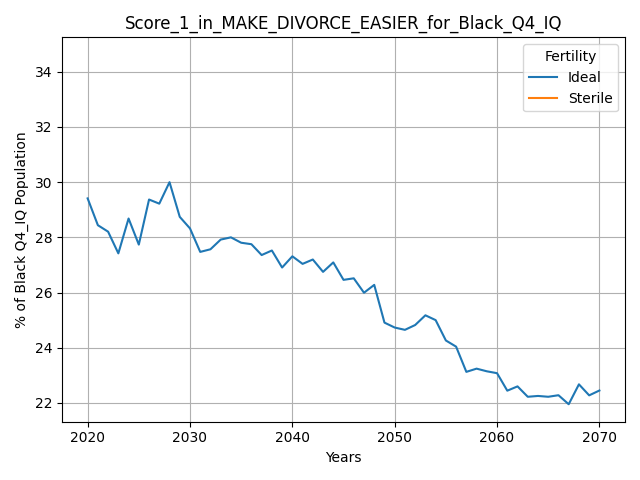 Score_1_in_MAKE_DIVORCE_EASIER_for_Black_Q4_IQ
% of Black Q4_IQ Population
34
32
30
28
26
24
22
Fertility
Ideal
Sterile
2020 2030 2040 2050 2060 2070
Years